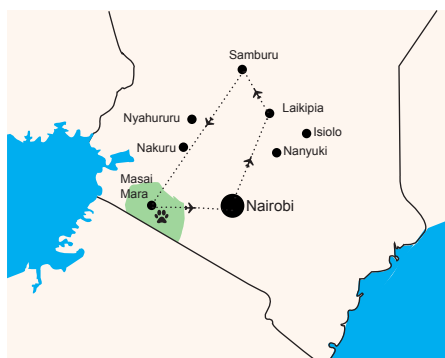 Samburu
Laikipia
Nyahururu
Isiolo
Nakuru
Nanyuki
Masai
Mara
Nairobi